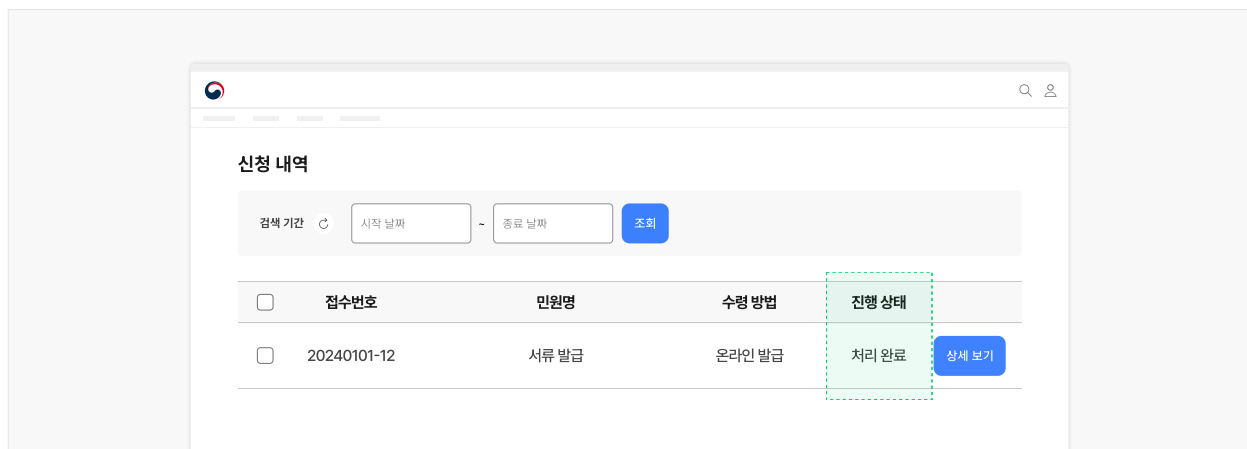 신청 내역
검색 기간 시작 날짜 ~ 종료 날짜 조회
접수번호 민원명 수령 방법 진행 상태
20240101-12 서류 발급 온라인 발급 처리 완료 상세 보기